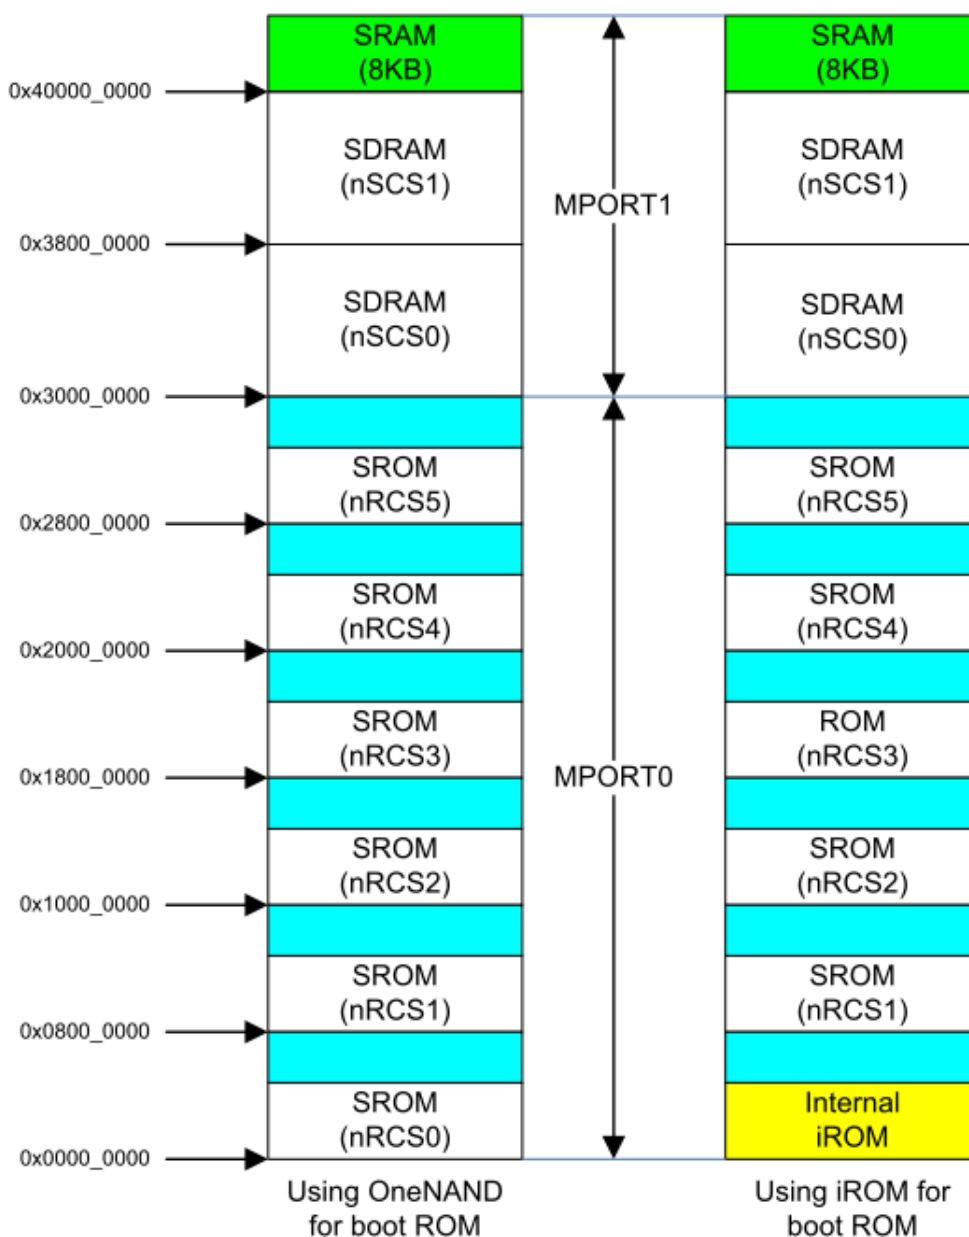 SRAM
(8KB)
SRAM
(8KB)
0x40000_0000
SDRAM
(nSCS1)
SDRAM
(nSCS1)
MPORT1
0x3800_0000
SDRAM
(nSCS0)
SDRAM
(nSCS0)
0x3000_0000
SROM
(nRCS5)
SROM
(nRCS5)
0x2800_0000
SROM
(nRCS4)
SROM
(nRCS4)
0x2000_0000
SROM
(nRCS3)
ROM
(nRCS3)
0x1800_0000
MPORT0
SROM
(nRCS2)
SROM
(nRCS2)
0x1000_0000
SROM
(nRCS1)
SROM
(nRCS1)
0x0800_0000
SROM
(nRCS0)
Internal
iROM
0x0000_0000
Using OneNAND
for boot ROM
Using iROM for
boot ROM